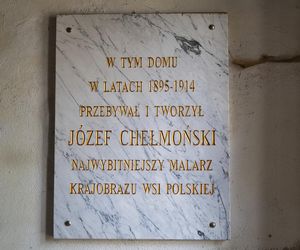 W TYM DOMU
W LATACH 1895-1914
PRZEBYWAŁ I TWORZYŁ
JÓZEF CHEŁMOŃSKI
NAJWYBITNIEJSZY MALARZ
KRAJOBRAZU WSI POLSKIEJ